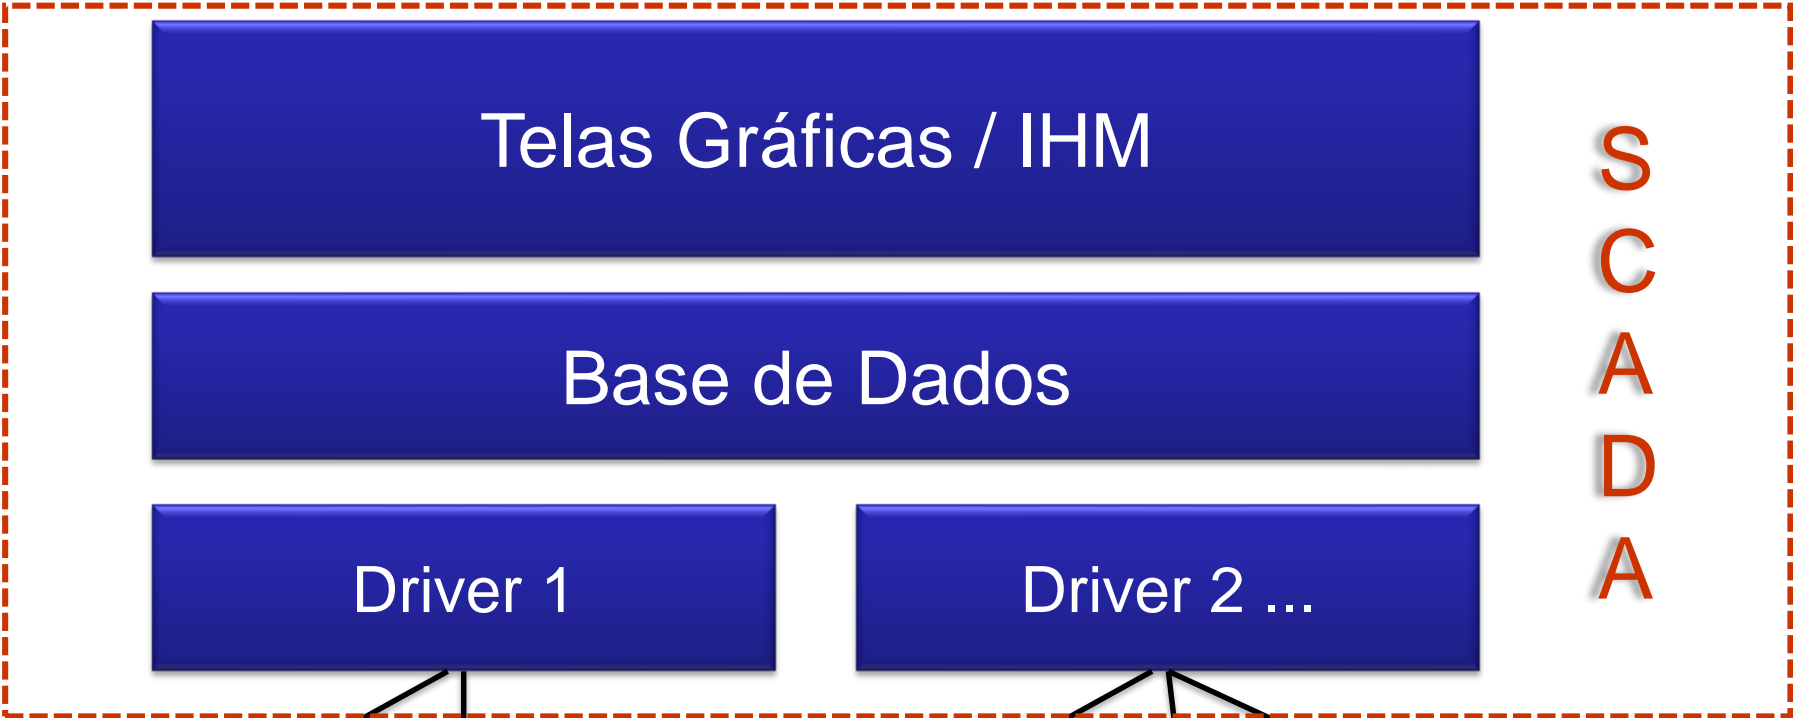 Telas Gráficas / IHM
Base de Dados
Driver 1
Driver 2 ...
S
C
A
D
A